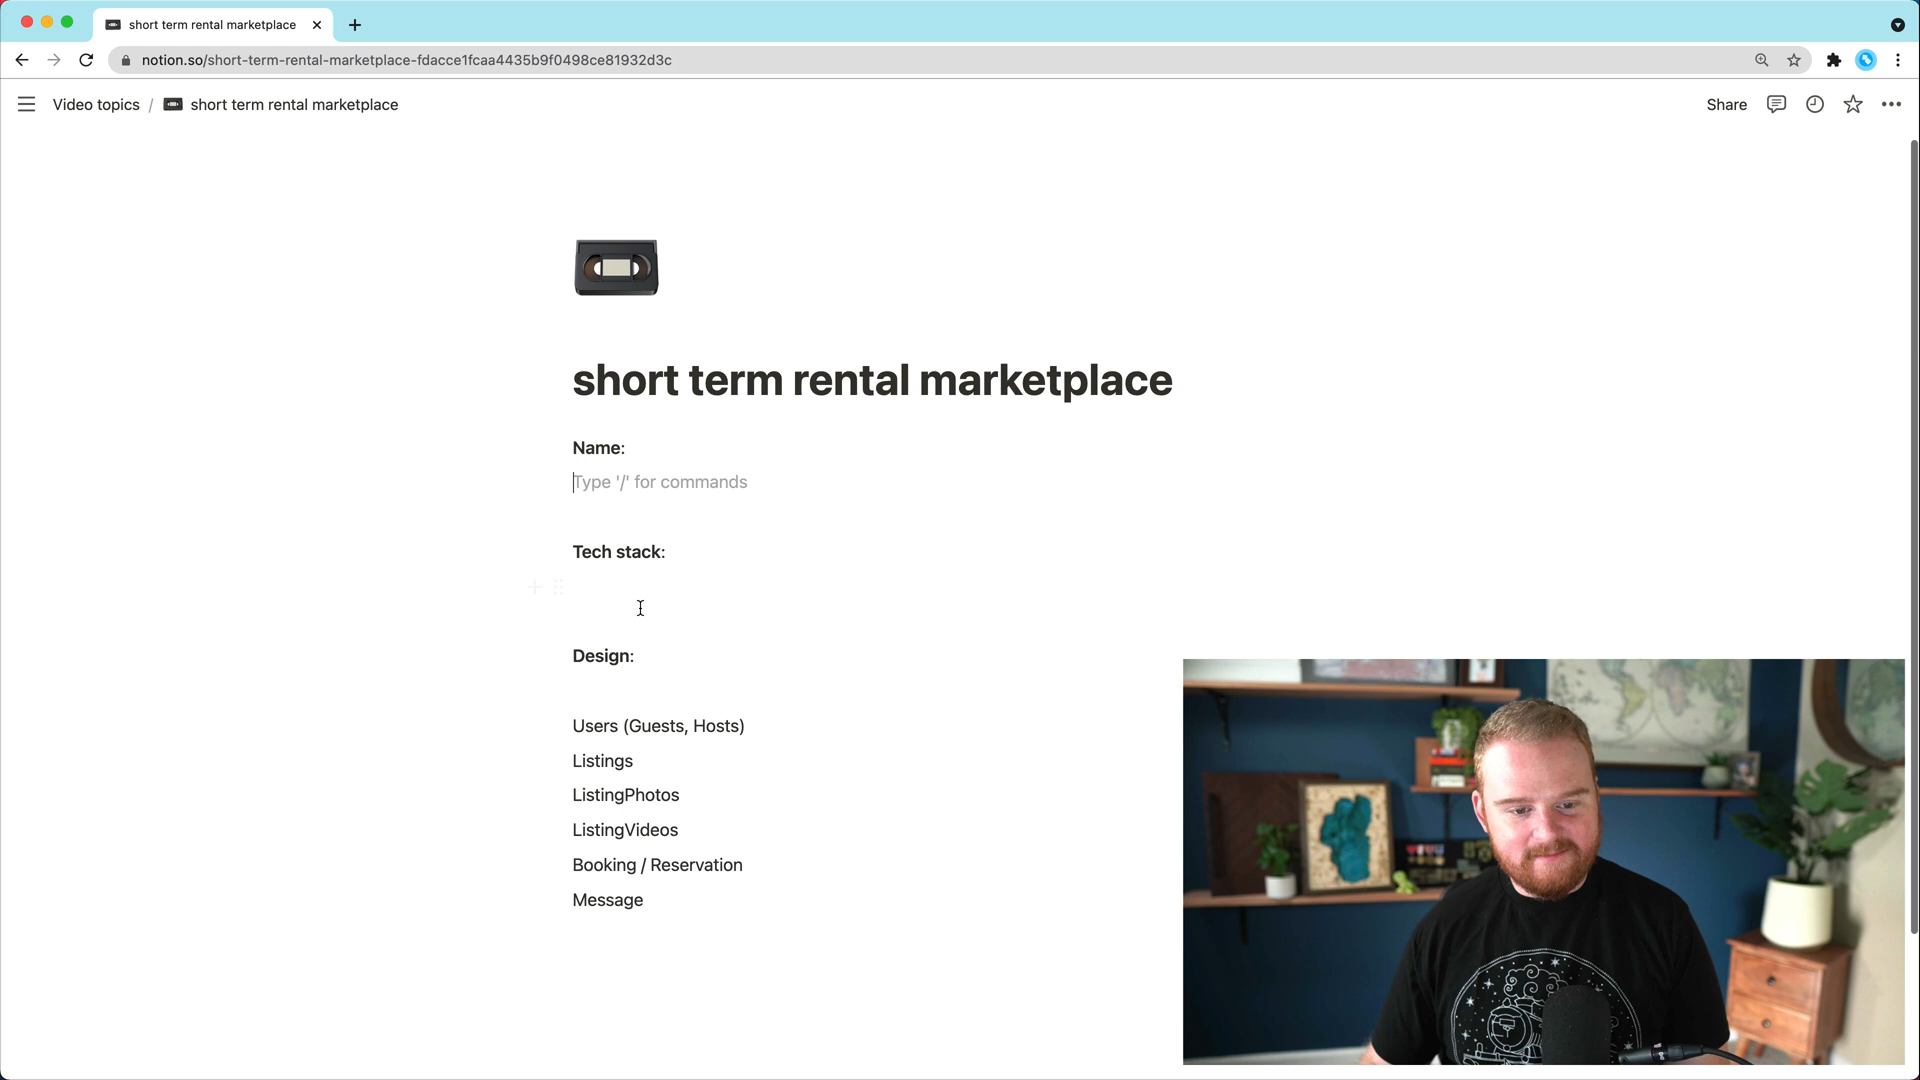 short term rental marketplace
notion.so/short-term-rental-marketplace-fdacce1fcaa4435b9f0498ce81932d3c
Video topics / short term rental marketplace
Share
short term rental marketplace
Name:
Type '/' for commands
Tech stack:
Design:
Users (Guests, Hosts)
Listings
ListingPhotos
ListingVideos
Booking / Reservation
Message